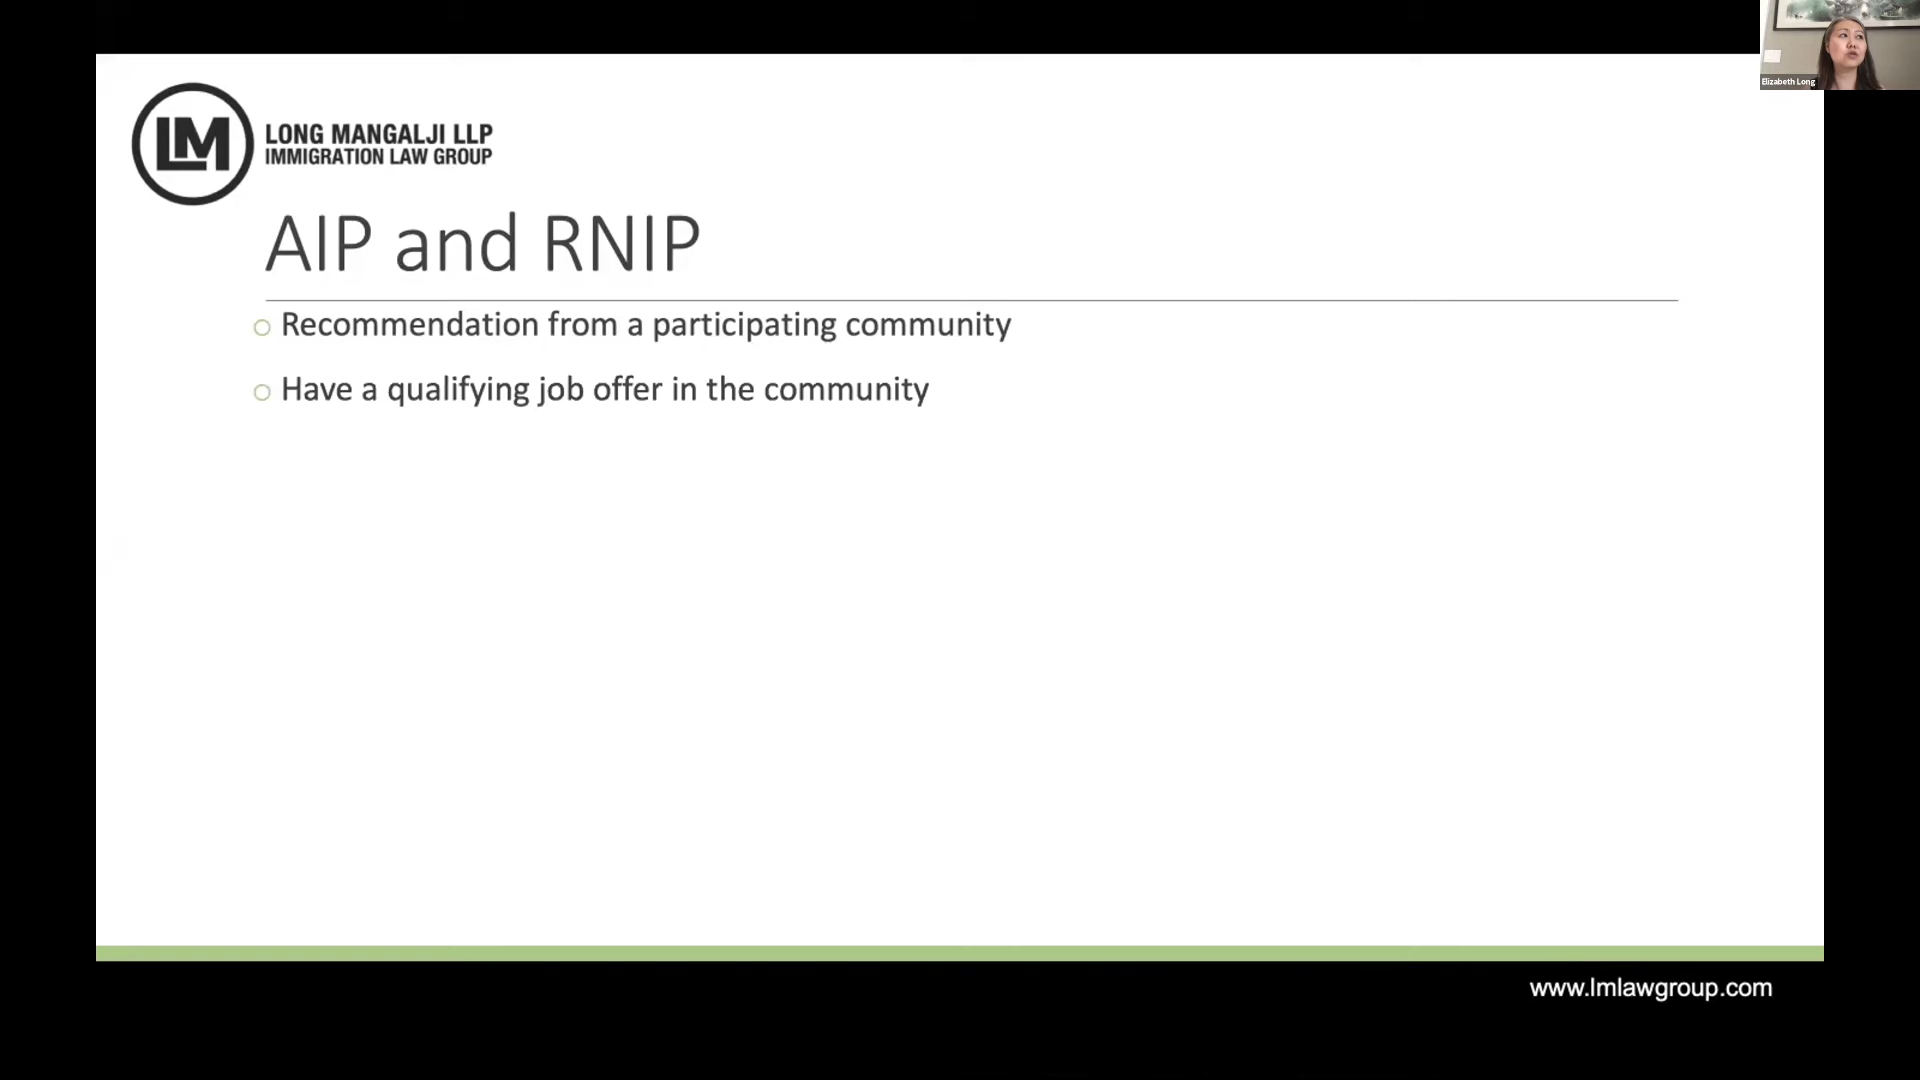 Elizabeth Long
LM
LONG MANGALJI LLP
IMMIGRATION LAW GROUP
AIP and RNIP
Recommendation from a participating community
Have a qualifying job offer in the community
www.lmlawgroup.com